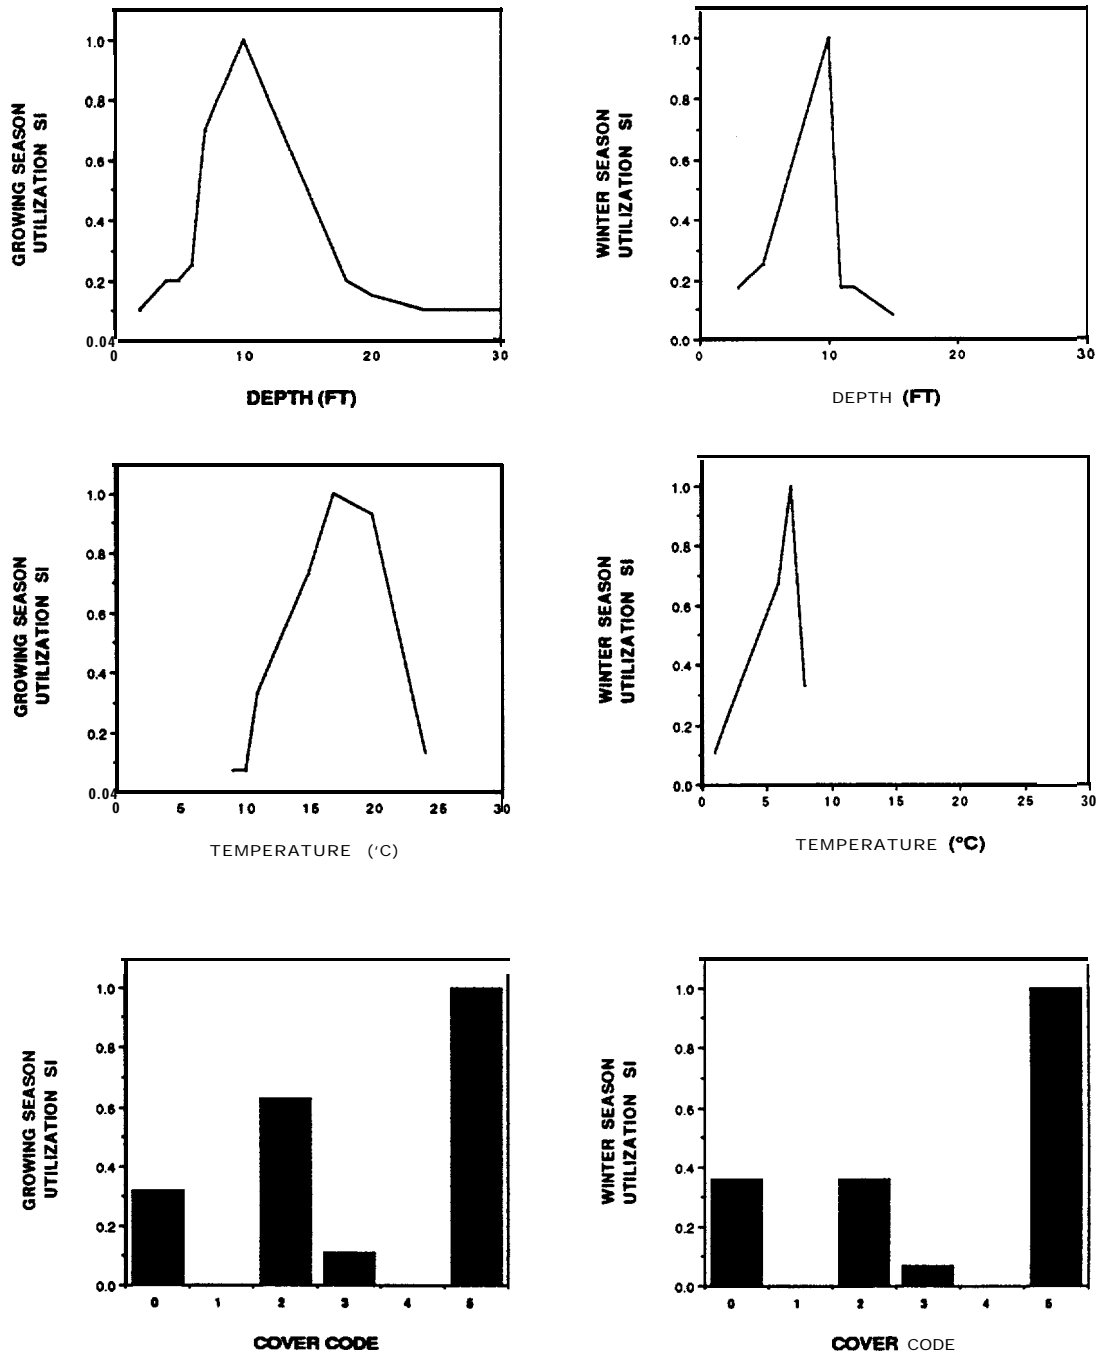 GROWING SEASON
UTILIZATION SI
1.0
0.8
0.6
0.4
0.2
0.04
0 10 20 30
DEPTH (FT)
WINTER SEASON
UTILIZATION SI
1.0
0.8
0.6
0.4
0.2
0.0
0 10 20 30
DEPTH (FT)
GROWING SEASON
UTILIZATION SI
1.0
0.8
0.6
0.4
0.2
0.04
0 5 10 15 20 25 30
TEMPERATURE ('C)
WINTER SEASON
UTILIZATION SI
1.0
0.8
0.6
0.4
0.2
0.0
0 5 10 15 20 25 30
TEMPERATURE (°C)
GROWING SEASON
UTILIZATION SI
1.0
0.8
0.6
0.4
0.2
0.0
0 1 2 3 4 5
COVER CODE
WINTER SEASON
UTILIZATION SI
1.0
0.8
0.6
0.4
0.2
0.0
0 1 2 3 4 5
COVER CODE